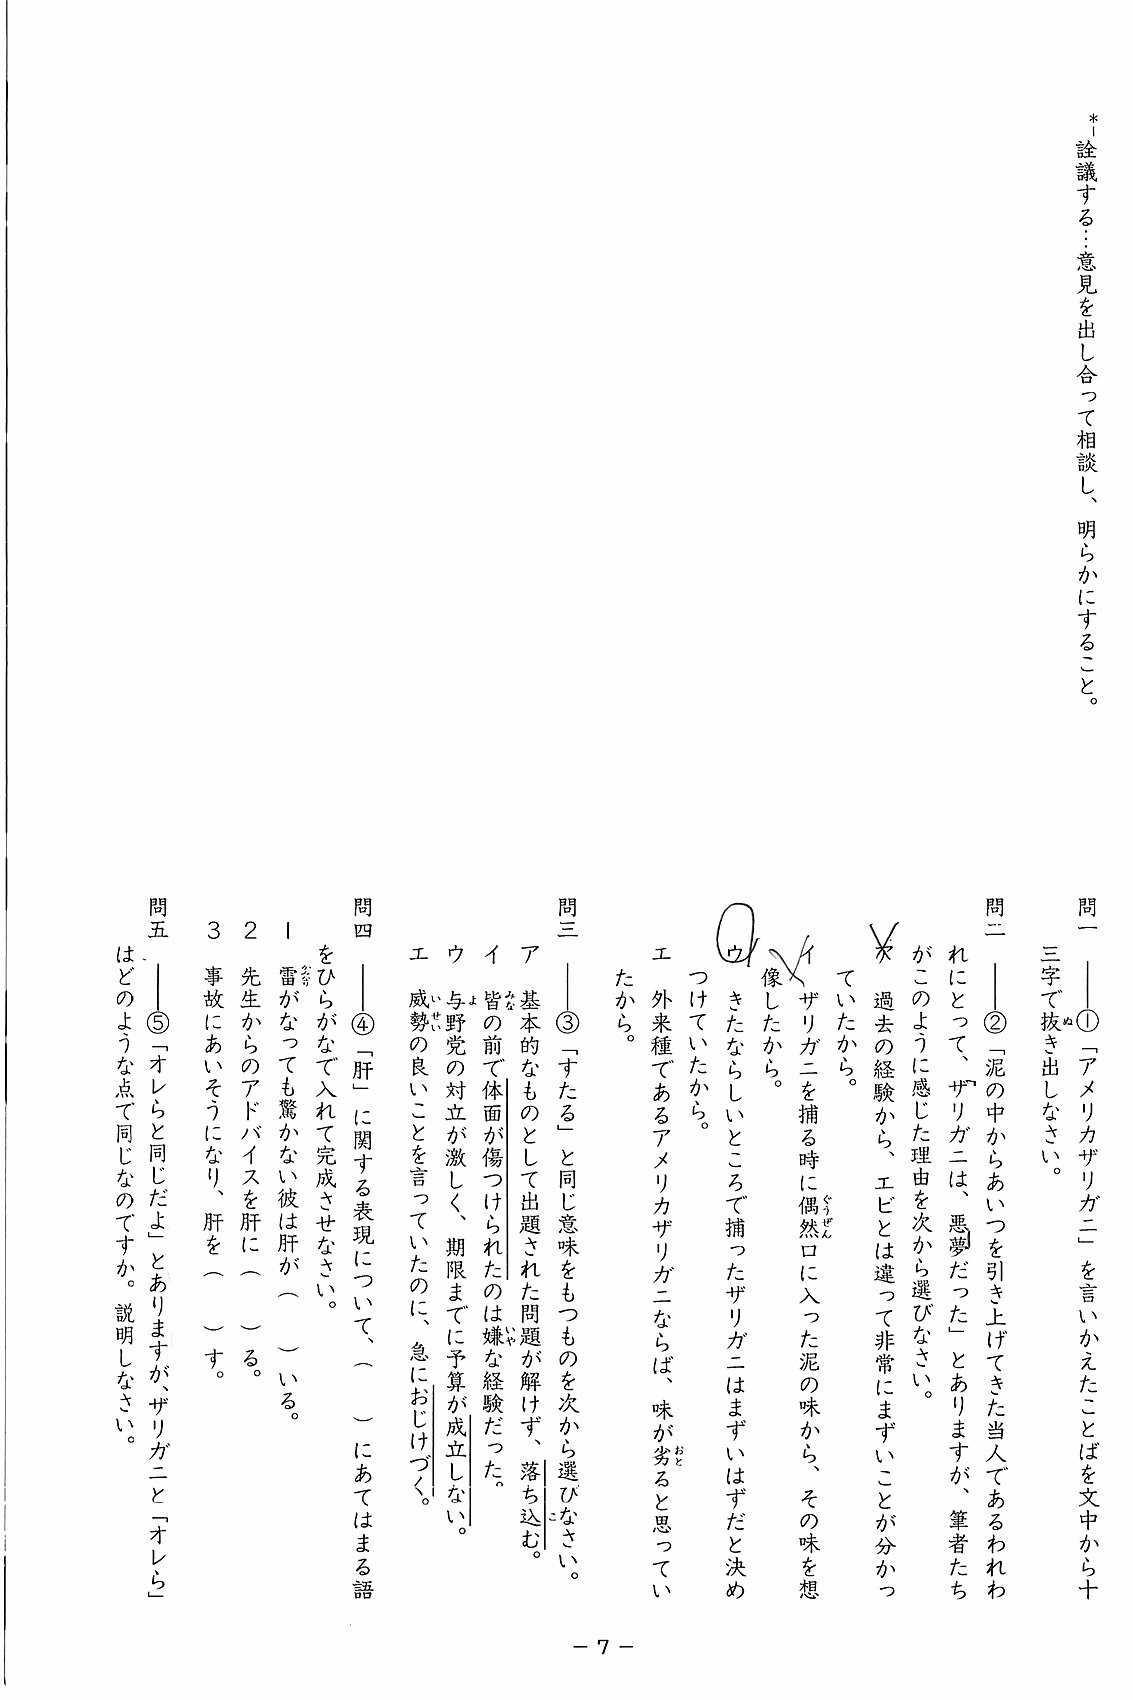 *1詮議する…意見を出し合って相談し、明らかにすること。
問一 ――①「アメリカザリガニ」を言いかえたことばを文中から十
三字で抜き出しなさい。
問二 ――②「泥の中からあいつを引き上げてきた当人であるわれわ
れにとって、ザリガニは、悪夢だった」とありますが、筆者たち
がこのように感じた理由を次から選びなさい。
ア 過去の経験から、エビとは違って非常にまずいことが分かっ
ていたから。
イ ザリガニを捕る時に偶然口に入った泥の味から、その味を想
像したから。
ウ きたならしいところで捕ったザリガニはまずいはずだと決め
つけていたから。
エ 外来種であるアメリカザリガニならば、味が劣ると思ってい
たから。
問三 ――③「すたる」と同じ意味をもつものを次から選びなさい。
ア 基本的なものとして出題された問題が解けず、落ち込む。
イ 皆の前で体面が傷つけられたのは嫌な経験だった。
ウ 与野党の対立が激しく、期限までに予算が成立しない。
エ 威勢の良いことを言っていたのに、急におじけづく。
問四 ――④「肝」に関する表現について、（　）にあてはまる語
をひらがなで入れて完成させなさい。
1 雷がなっても驚かない彼は肝が（　）いる。
2 先生からのアドバイスを肝に（　）る。
3 事故にあいそうになり、肝を（　）す。
問五 ――⑤「オレらと同じだよ」とありますが、ザリガニと「オレら」
はどのような点で同じなのですか。説明しなさい。
－7－